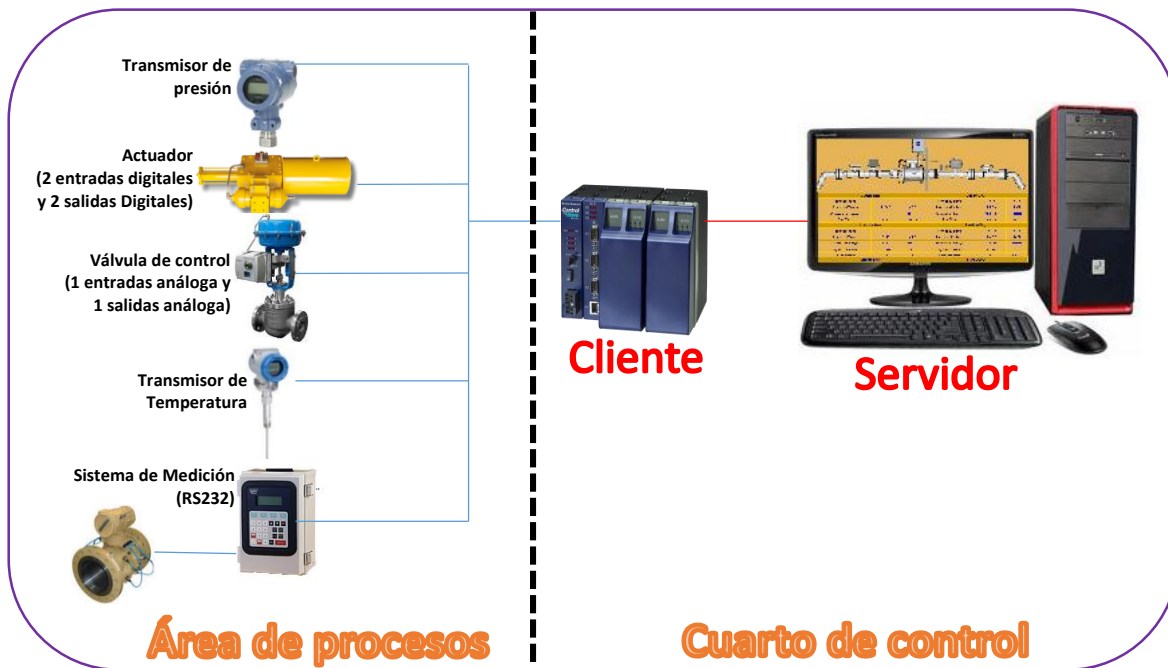 Transmisor de
presión
Actuador
(2 entradas digitales
y 2 salidas Digitales)
Válvula de control
(1 entradas análoga y
1 salidas análoga)
Transmisor de
Temperatura
Sistema de Medición
(RS232)
Control
Cliente
Servidor
Área de procesos
Cuarto de control